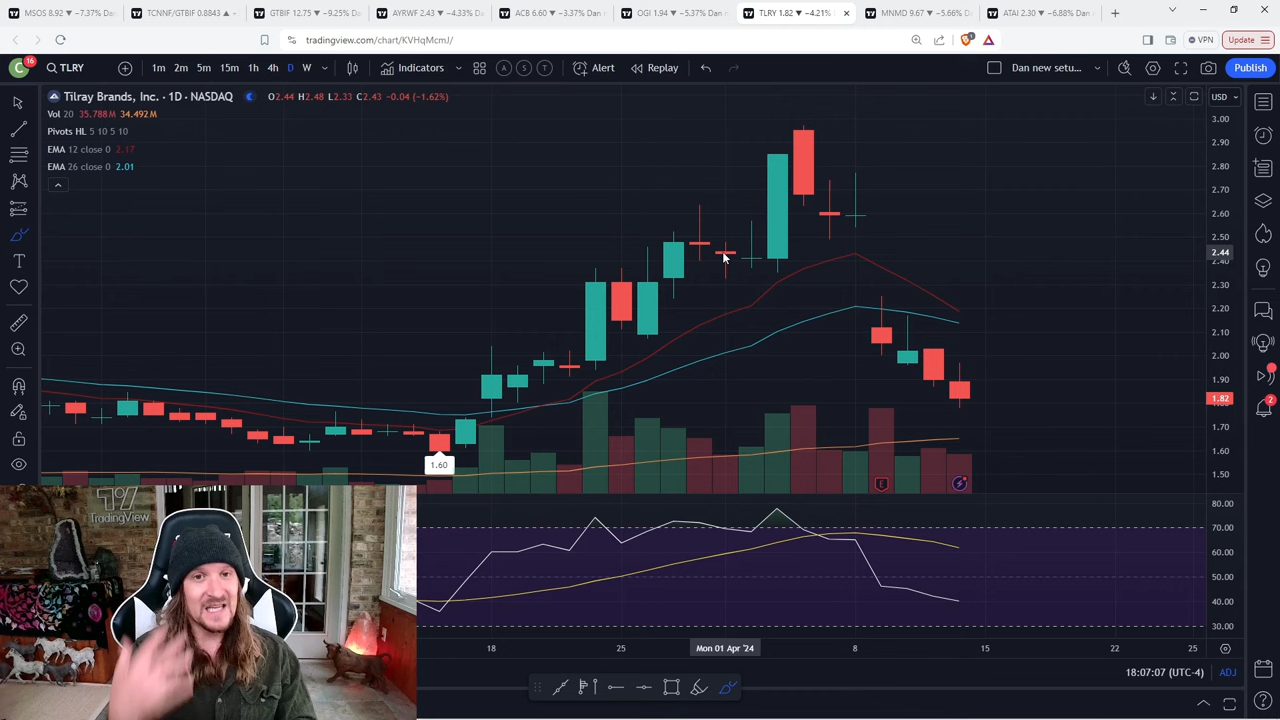 MSOS 8.92 ▼ −7.37% Dan n
TCNNF/GTBIF 0.8843 ▲ +
GTBIF 12.75 ▼ −9.25% Dan
AYRWF 2.43 ▼ −4.33% Dan
ACB 6.60 ▼ −3.37% Dan n
OGI 1.94 ▼ −5.37% Dan n
TLRY 1.82 ▼ −4.21%
MNMD 9.67 ▼ −5.66% Dan
ATAI 2.30 ▼ −6.88% Dan n
tradingview.com/chart/KVHqMcmJ/
VPN
Update
C 16
TLRY
1m 2m 5m 15m 1h 4h D W
Indicators
A S T
Alert
Replay
Dan new setu...
Publish
Tilray Brands, Inc. · 1D · NASDAQ
O2.44 H2.48 L2.33 C2.43 −0.04 (−1.62%)
USD
Vol 20 35.788M 34.492M
Pivots HL 5 10 5 10
EMA 12 close 0 2.17
EMA 26 close 0 2.01
3.00
2.90
2.80
2.70
2.60
2.50
2.44
2.40
2.30
2.20
2.10
2.00
1.90
1.82
1.70
1.60
1.50
1.60
E
80.00
70.00
60.00
50.00
40.00
30.00
TradingView
18
25
Mon 01 Apr '24
8
15
22
25
18:07:07 (UTC-4)
ADJ
2